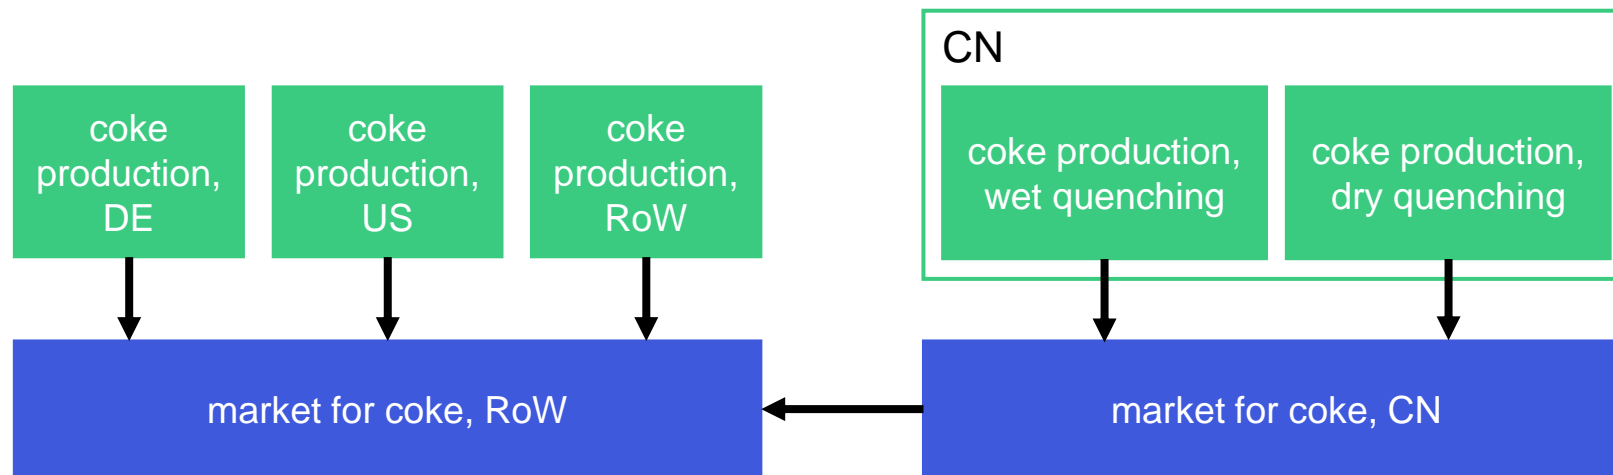 coke
production,
DE
coke
production,
US
coke
production,
RoW
CN
coke production,
wet quenching
coke production,
dry quenching
market for coke, RoW
market for coke, CN